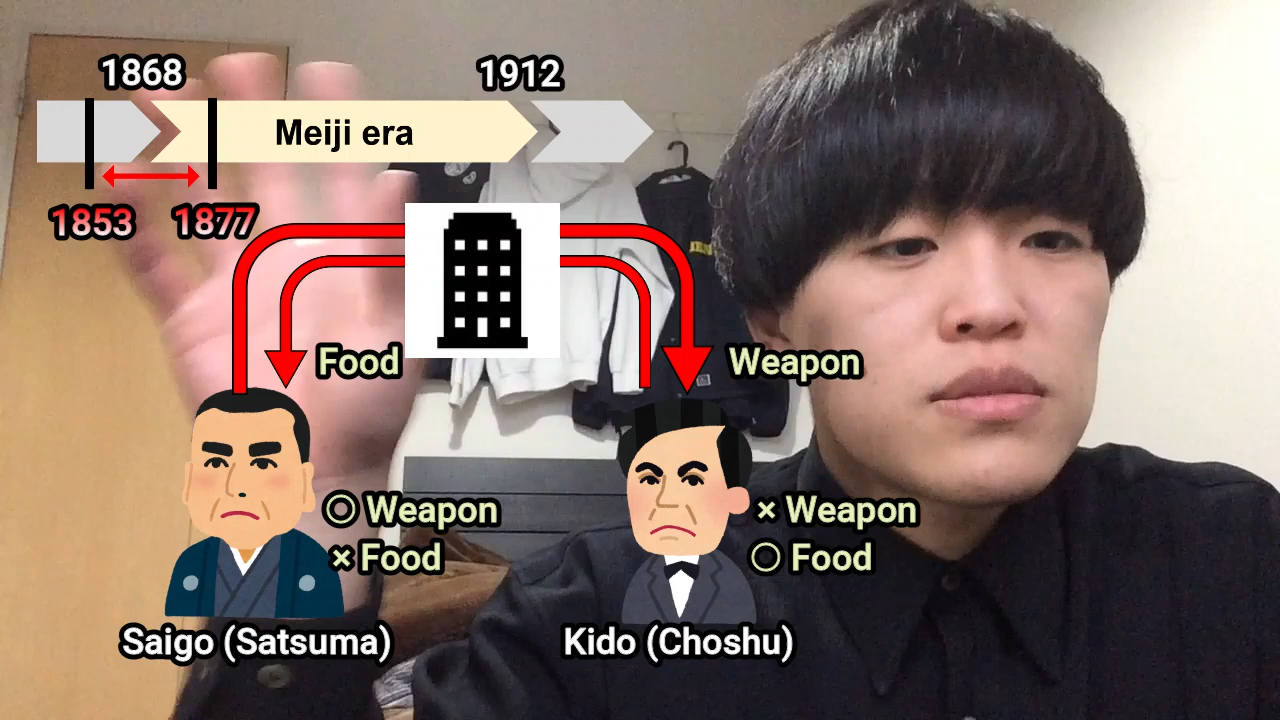 1868
1912
Meiji era
1853
1877
Food
Weapon
○ Weapon
× Food
× Weapon
○ Food
Saigo (Satsuma)
Kido (Choshu)